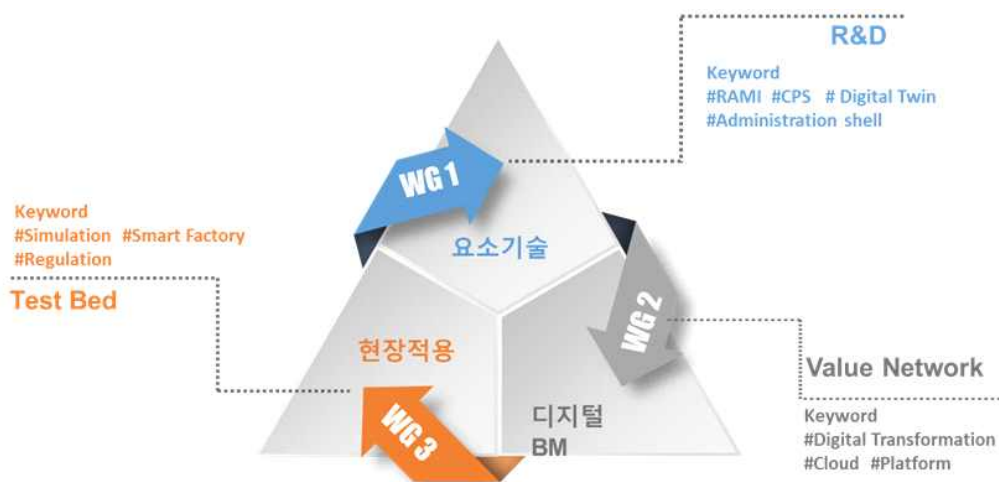 R&D
Keyword
#RAMI #CPS # Digital Twin
#Administration shell
WG 1
요소기술
Keyword
#Simulation #Smart Factory
#Regulation
Test Bed
현장적용
WG 3
WG 2
디지털
BM
Value Network
Keyword
#Digital Transformation
#Cloud #Platform